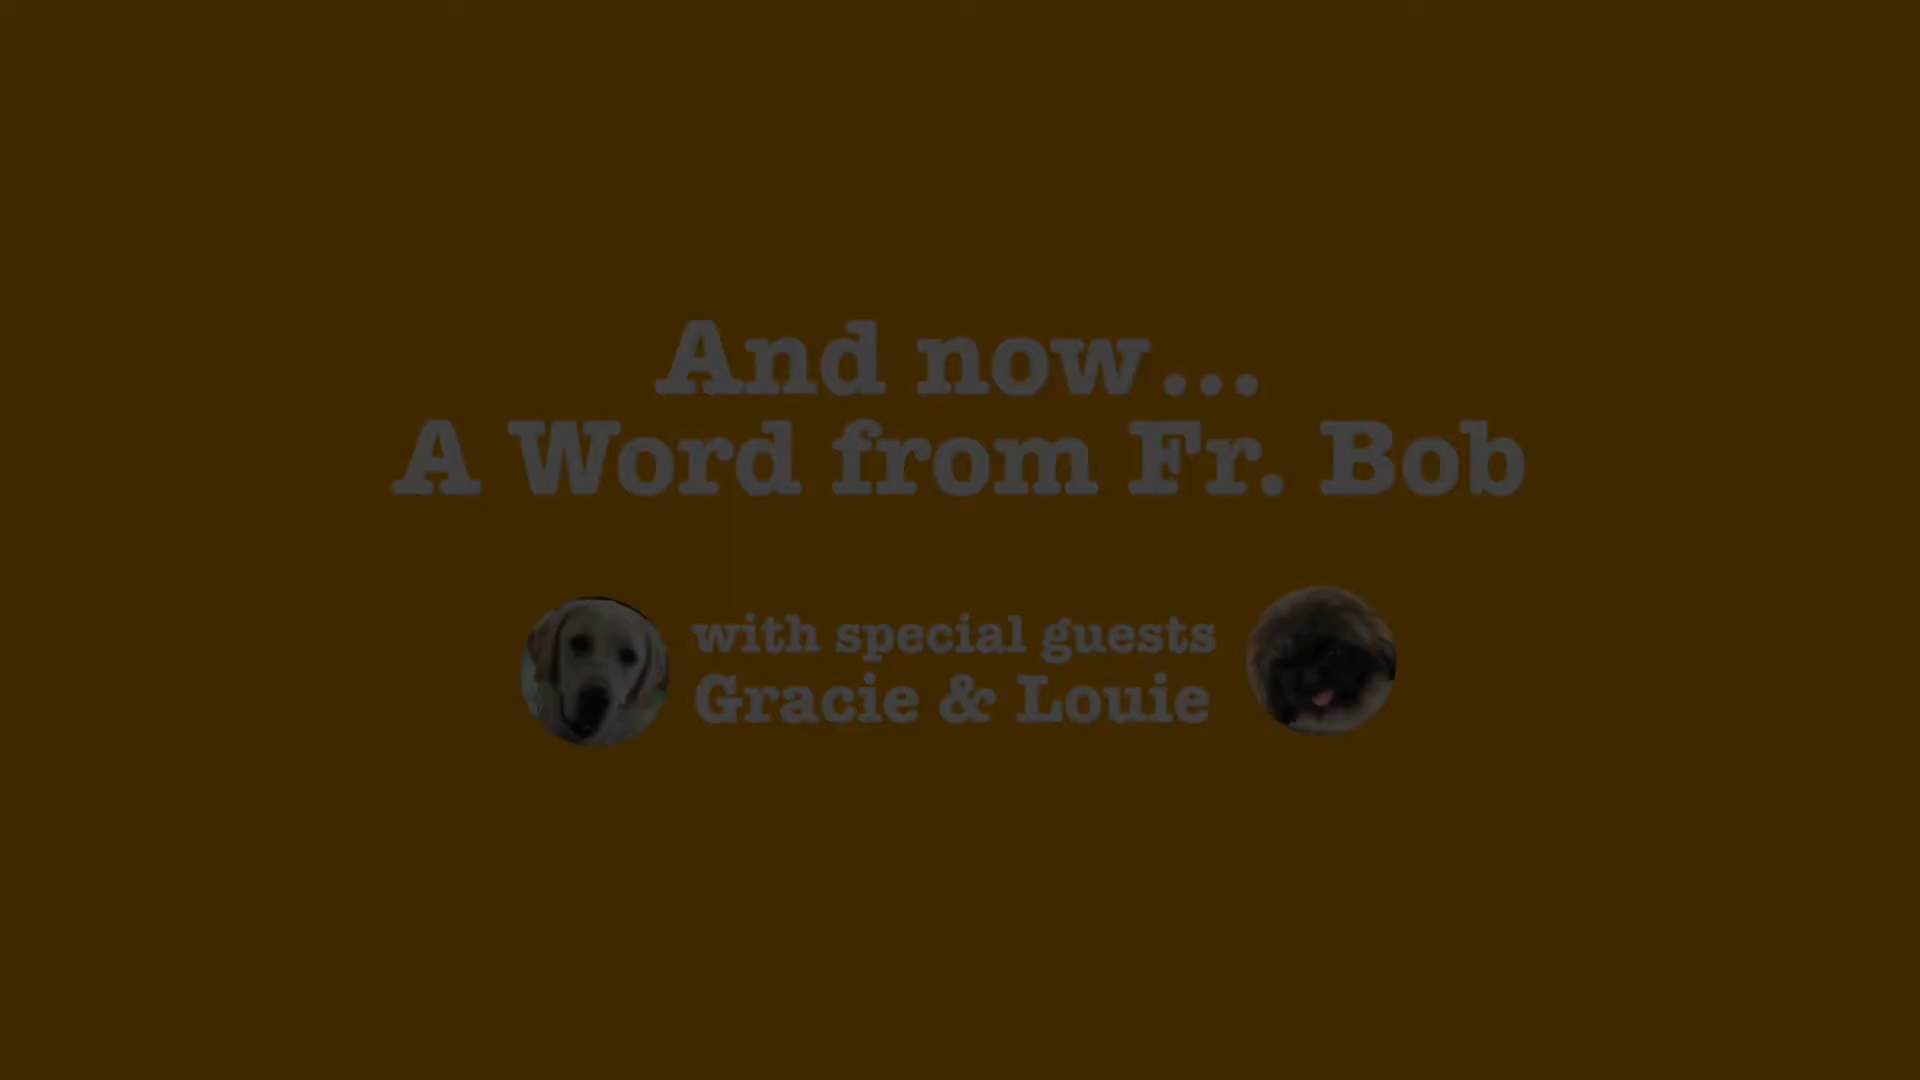 And now...
A Word from Fr. Bob
with special guests
Gracie & Louie